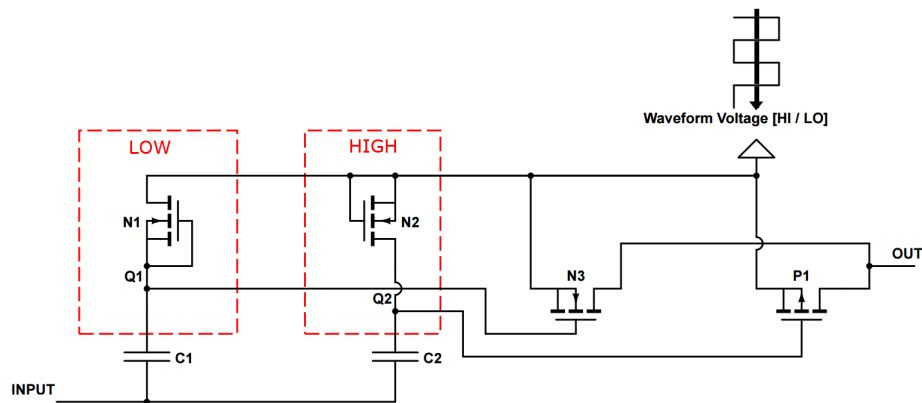 Waveform Voltage [HI / LO]
LOW
HIGH
N1
N2
Q1
Q2
N3
P1
OUT
C1
C2
INPUT